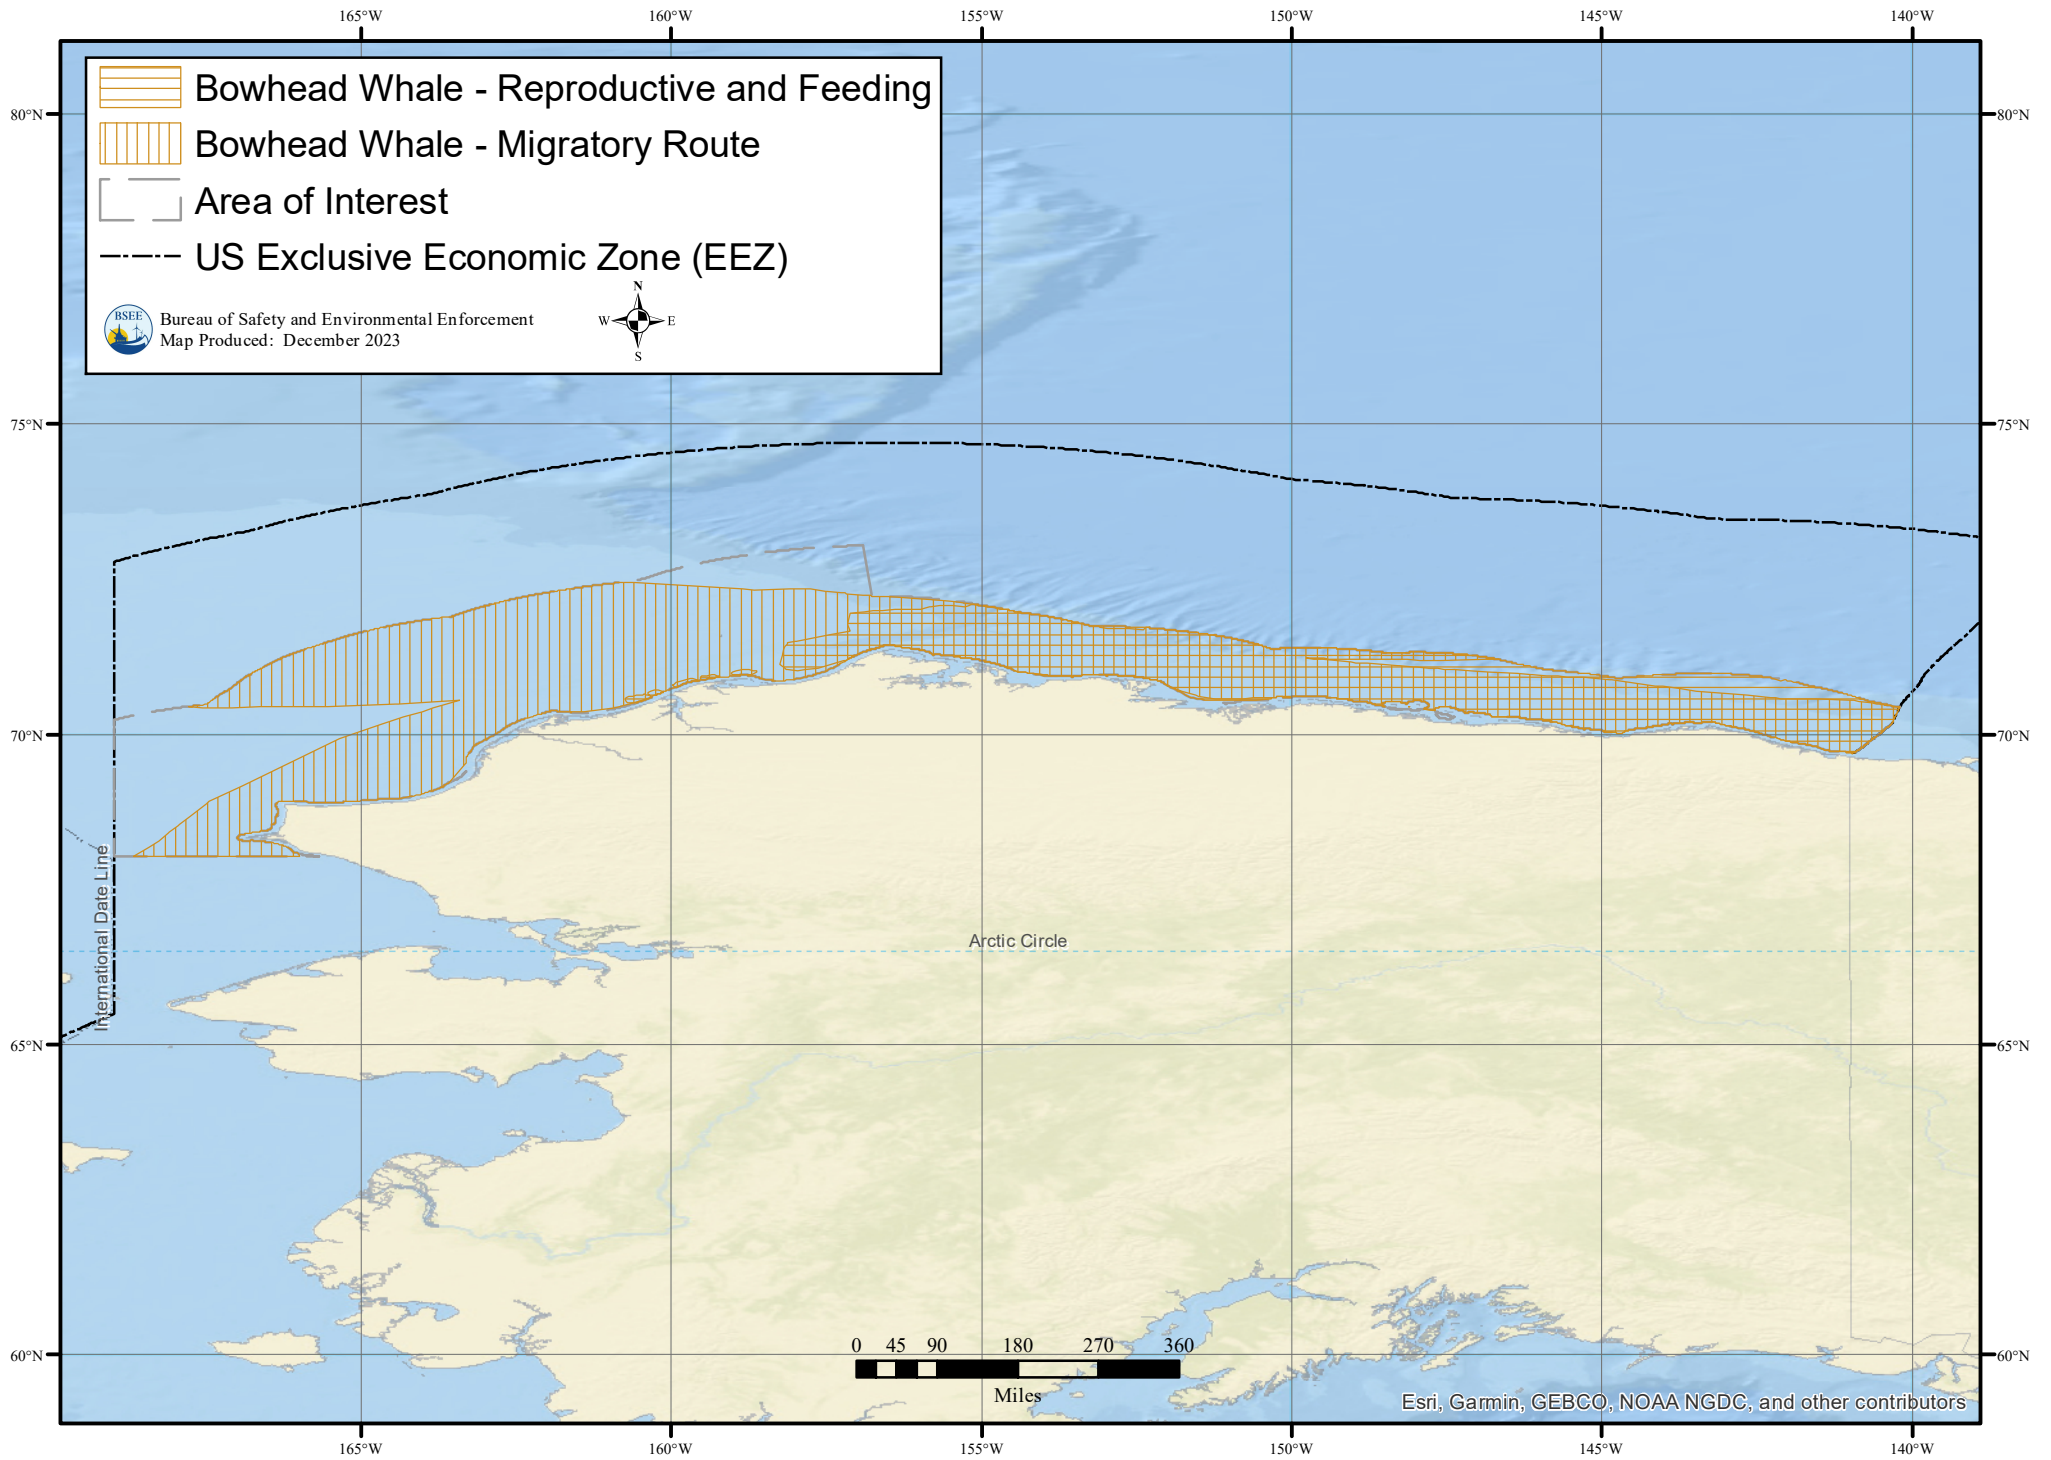 165°W 160°W 155°W 150°W 145°W 140°W
Bowhead Whale - Reproductive and Feeding
Bowhead Whale - Migratory Route
Area of Interest
US Exclusive Economic Zone (EEZ)
BSEE
Bureau of Safety and Environmental Enforcement
Map Produced: December 2023
N
W E
S
80°N 80°N
75°N 75°N
70°N 70°N
International Date Line
Arctic Circle
65°N 65°N
0 45 90 180 270 360
Miles
60°N 60°N
Esri, Garmin, GEBCO, NOAA NGDC, and other contributors
165°W 160°W 155°W 150°W 145°W 140°W